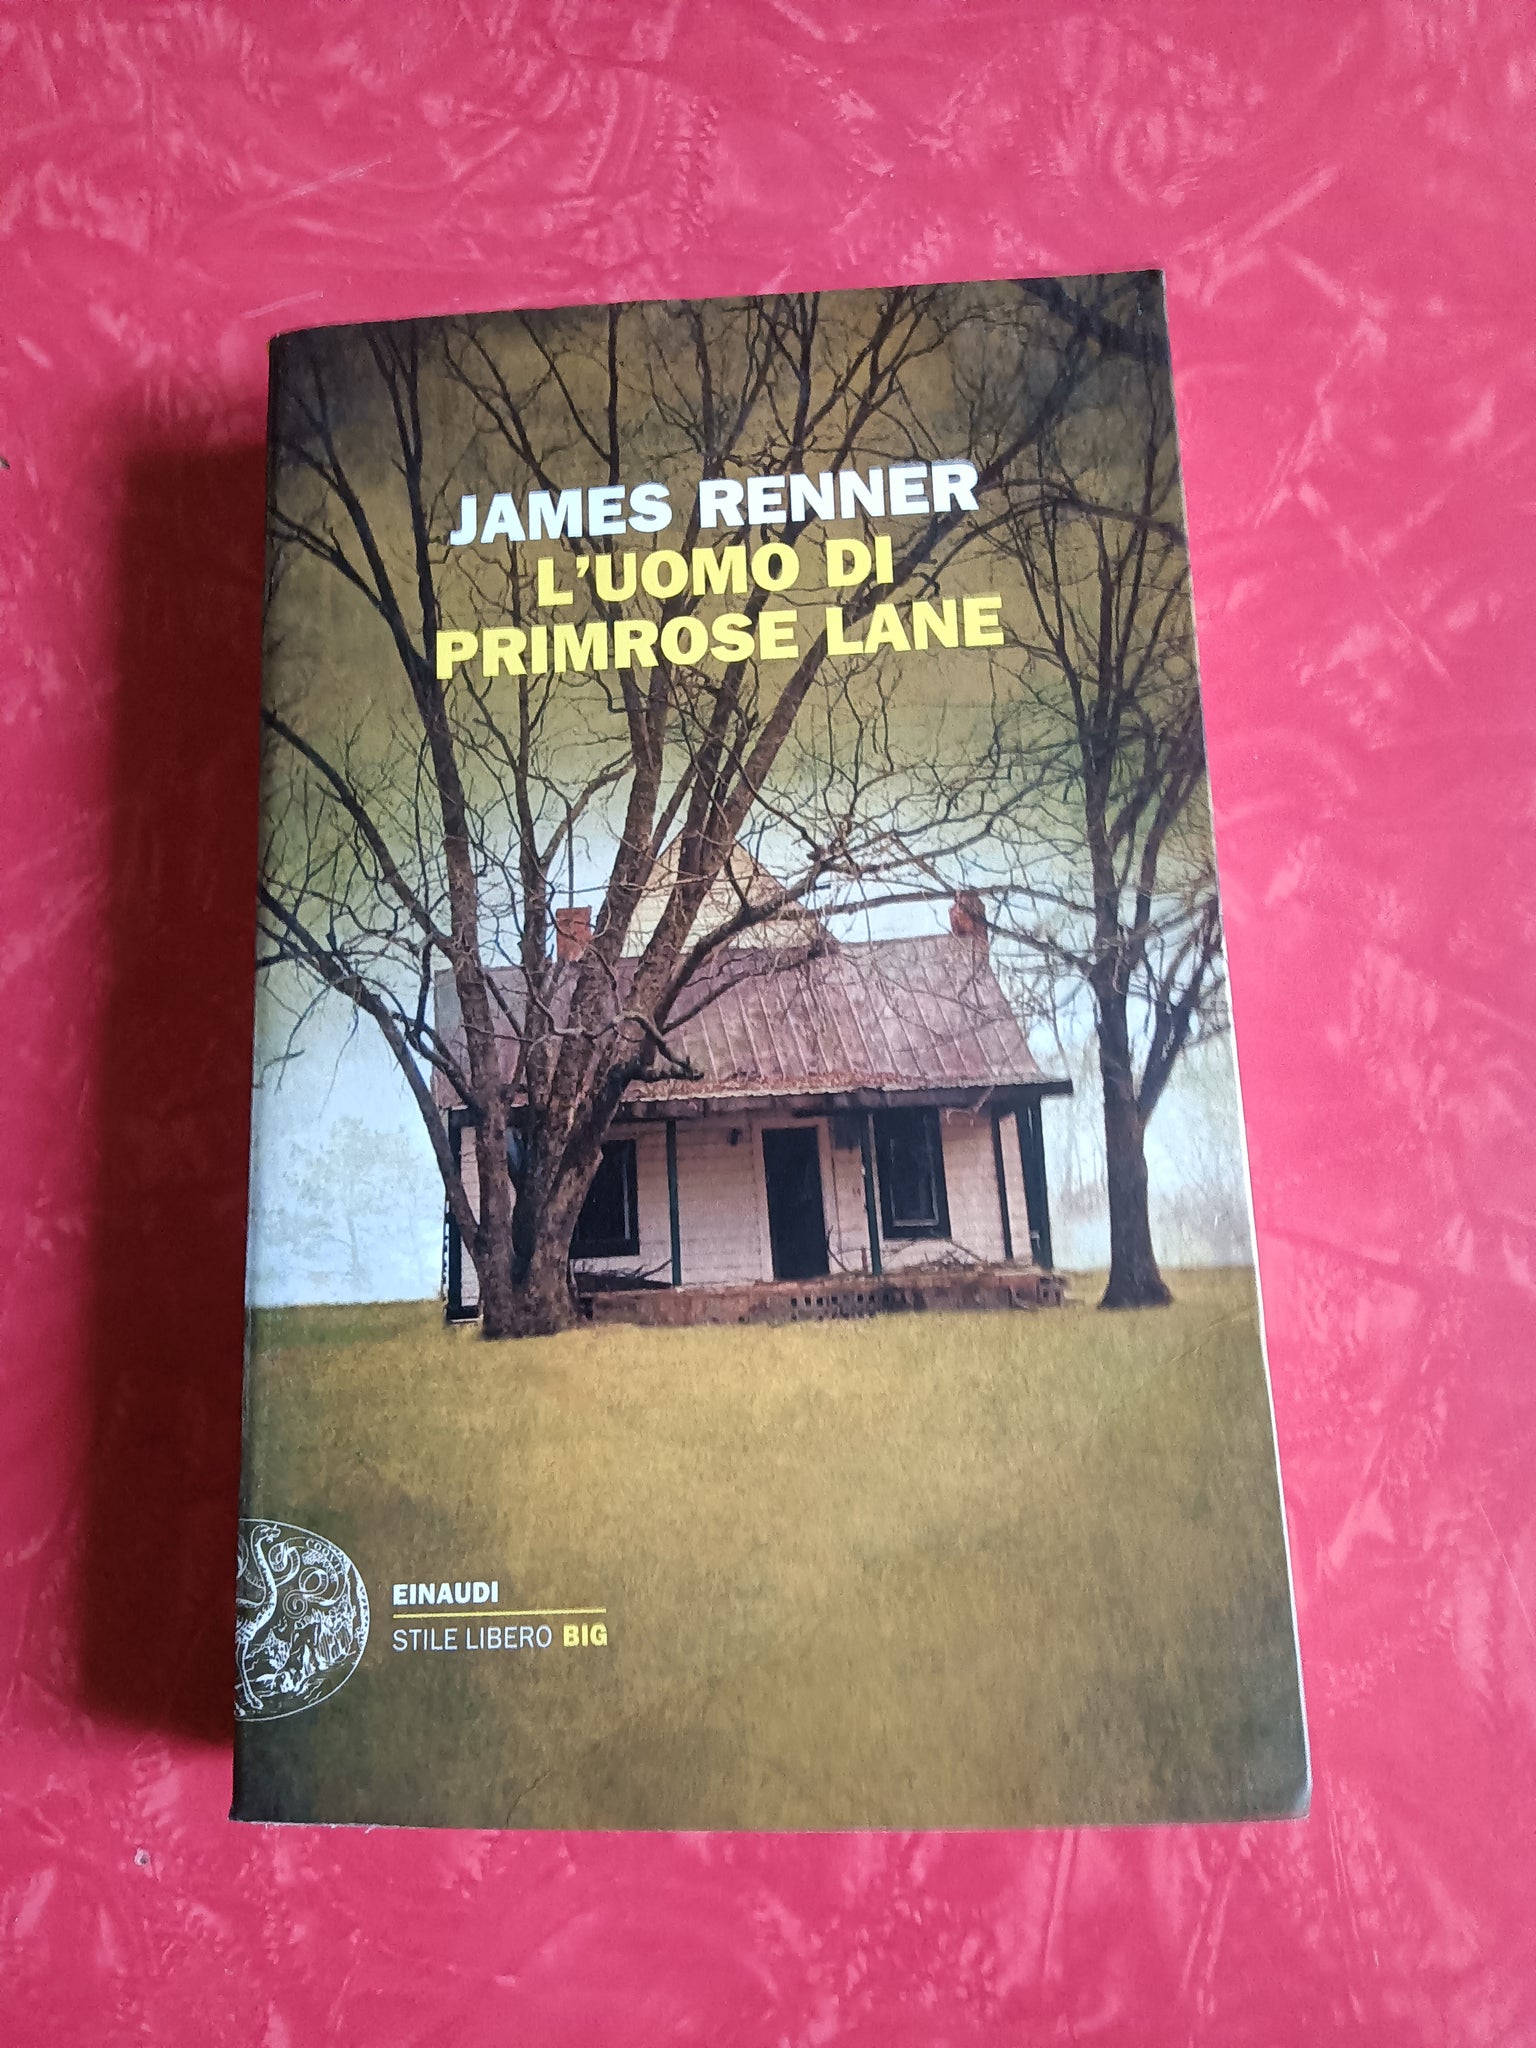 JAMES RENNER
L'UOMO DI
PRIMROSE LANE
EINAUDI
STILE LIBERO BIG